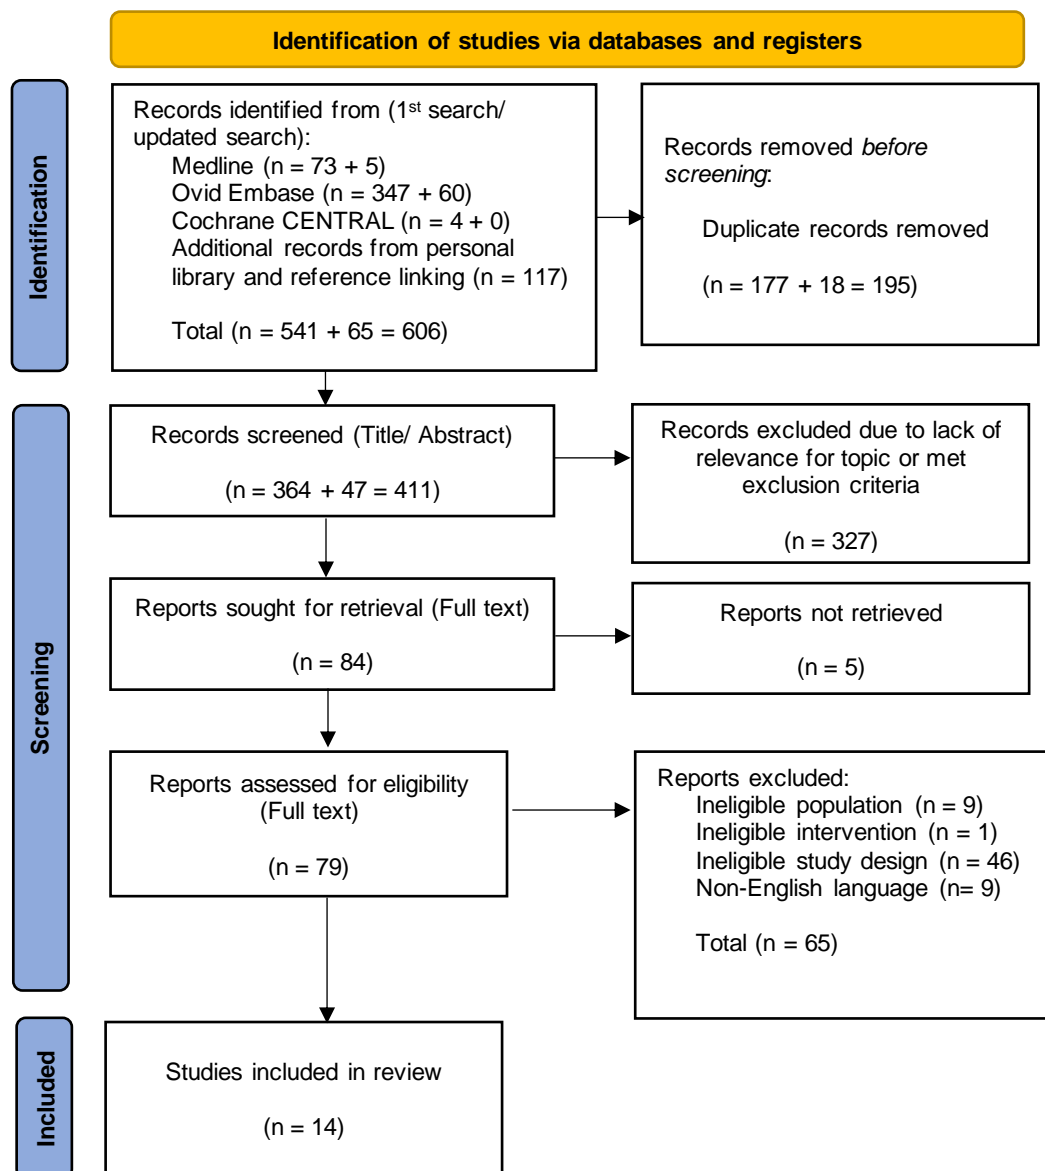 Identification of studies via databases and registers
Identification
Records identified from (1st search/
updated search):
Medline (n = 73 + 5)
Ovid Embase (n = 347 + 60)
Cochrane CENTRAL (n = 4 + 0)
Additional records from personal
library and reference linking (n = 117)
Total (n = 541 + 65 = 606)
Records removed before
screening:
Duplicate records removed
(n = 177 + 18 = 195)
Screening
Records screened (Title/ Abstract)
(n = 364 + 47 = 411)
Records excluded due to lack of
relevance for topic or met
exclusion criteria
(n = 327)
Reports sought for retrieval (Full text)
(n = 84)
Reports not retrieved
(n = 5)
Reports assessed for eligibility
(Full text)
(n = 79)
Reports excluded:
Ineligible population (n = 9)
Ineligible intervention (n = 1)
Ineligible study design (n = 46)
Non-English language (n= 9)
Total (n = 65)
Included
Studies included in review
(n = 14)